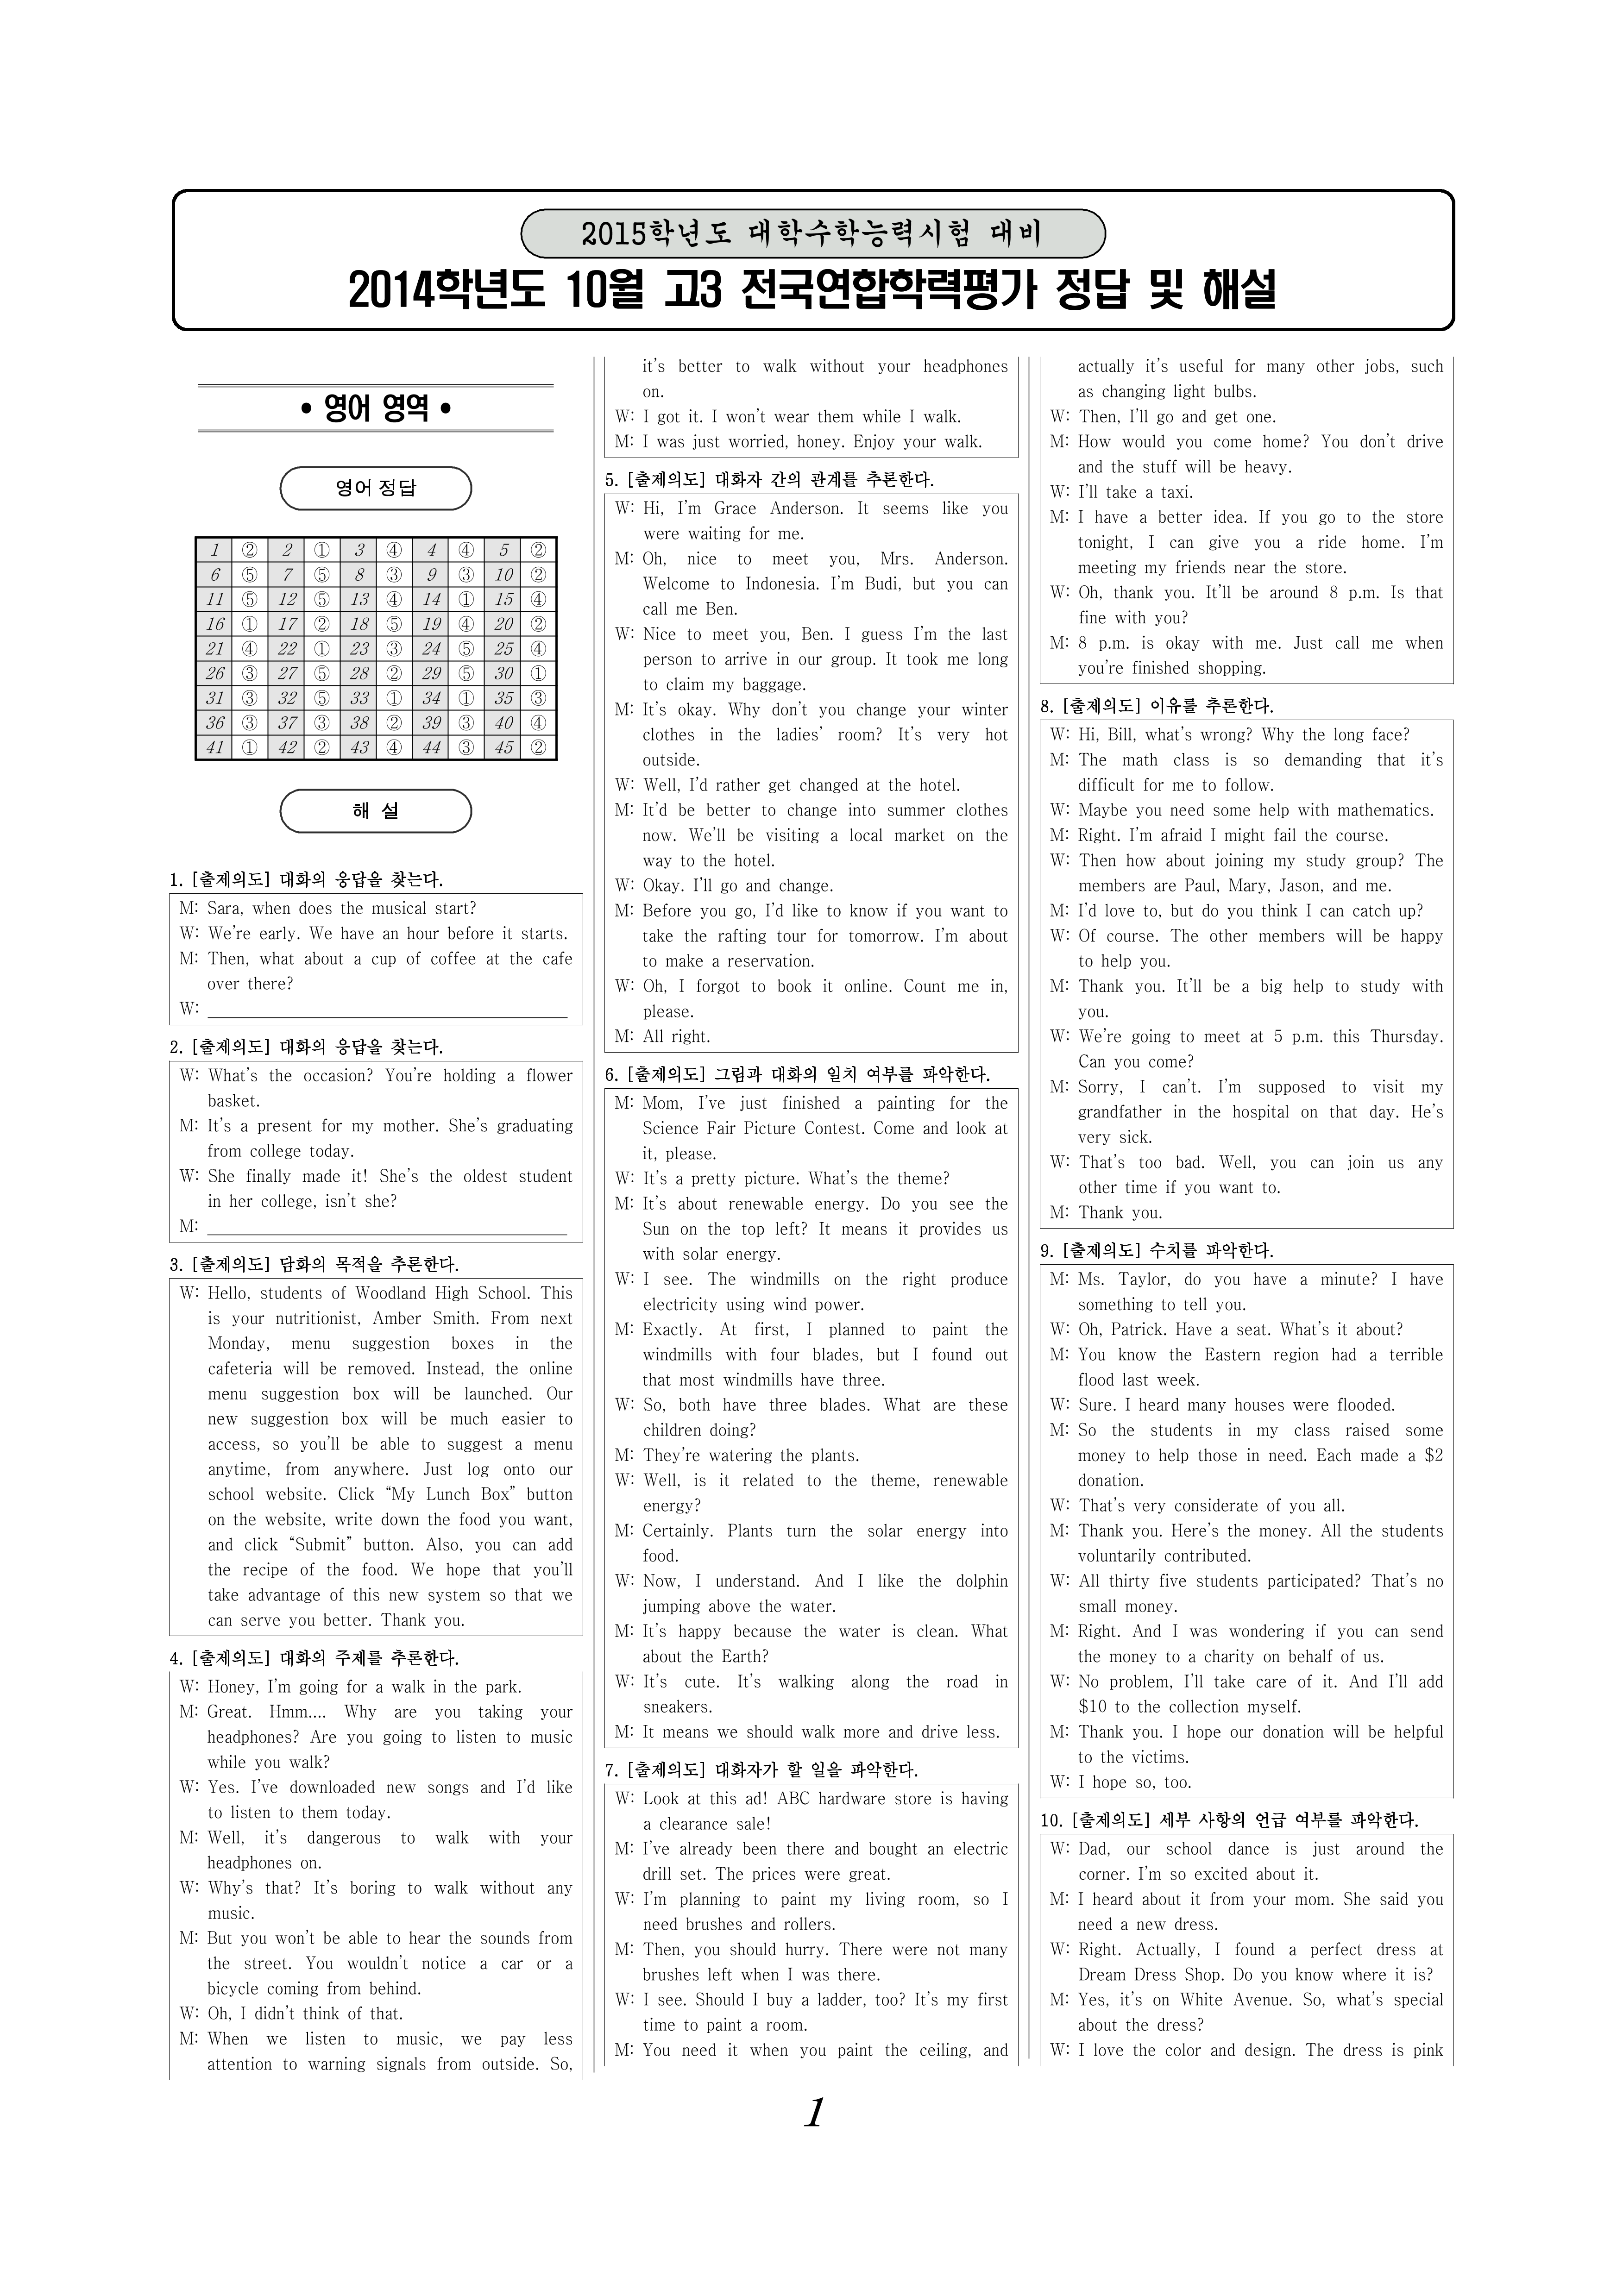 2015학년도 대학수학능력시험 대비
2014학년도 10월 고3 전국연합학력평가 정답 및 해설
• 영어 영역 •
영어 정답
1 ② 2 ① 3 ④ 4 ④ 5 ②
6 ⑤ 7 ⑤ 8 ③ 9 ③ 10 ②
11 ⑤ 12 ⑤ 13 ④ 14 ① 15 ④
16 ① 17 ② 18 ⑤ 19 ④ 20 ②
21 ④ 22 ① 23 ③ 24 ⑤ 25 ④
26 ③ 27 ⑤ 28 ② 29 ⑤ 30 ①
31 ③ 32 ⑤ 33 ① 34 ① 35 ③
36 ③ 37 ③ 38 ② 39 ③ 40 ④
41 ① 42 ② 43 ④ 44 ③ 45 ②
해 설
1. [출제의도] 대화의 응답을 찾는다.
M: Sara, when does the musical start?
W: We're early. We have an hour before it starts.
M: Then, what about a cup of coffee at the cafe
over there?
W:
2. [출제의도] 대화의 응답을 찾는다.
W: What's the occasion? You're holding a flower
basket.
M: It's a present for my mother. She's graduating
from college today.
W: She finally made it! She's the oldest student
in her college, isn't she?
M:
3. [출제의도] 담화의 목적을 추론한다.
W: Hello, students of Woodland High School. This
is your nutritionist, Amber Smith. From next
Monday, menu suggestion boxes in the
cafeteria will be removed. Instead, the online
menu suggestion box will be launched. Our
new suggestion box will be much easier to
access, so you'll be able to suggest a menu
anytime, from anywhere. Just log onto our
school website. Click “My Lunch Box” button
on the website, write down the food you want,
and click “Submit” button. Also, you can add
the recipe of the food. We hope that you'll
take advantage of this new system so that we
can serve you better. Thank you.
4. [출제의도] 대화의 주제를 추론한다.
W: Honey, I'm going for a walk in the park.
M: Great. Hmm.... Why are you taking your
headphones? Are you going to listen to music
while you walk?
W: Yes. I've downloaded new songs and I'd like
to listen to them today.
M: Well, it's dangerous to walk with your
headphones on.
W: Why's that? It's boring to walk without any
music.
M: But you won't be able to hear the sounds from
the street. You wouldn't notice a car or a
bicycle coming from behind.
W: Oh, I didn't think of that.
M: When we listen to music, we pay less
attention to warning signals from outside. So,
it's better to walk without your headphones
on.
W: I got it. I won't wear them while I walk.
M: I was just worried, honey. Enjoy your walk.
5. [출제의도] 대화자 간의 관계를 추론한다.
W: Hi, I'm Grace Anderson. It seems like you
were waiting for me.
M: Oh, nice to meet you, Mrs. Anderson.
Welcome to Indonesia. I'm Budi, but you can
call me Ben.
W: Nice to meet you, Ben. I guess I'm the last
person to arrive in our group. It took me long
to claim my baggage.
M: It's okay. Why don't you change your winter
clothes in the ladies' room? It's very hot
outside.
W: Well, I'd rather get changed at the hotel.
M: It'd be better to change into summer clothes
now. We'll be visiting a local market on the
way to the hotel.
W: Okay. I'll go and change.
M: Before you go, I'd like to know if you want to
take the rafting tour for tomorrow. I'm about
to make a reservation.
W: Oh, I forgot to book it online. Count me in,
please.
M: All right.
6. [출제의도] 그림과 대화의 일치 여부를 파악한다.
M: Mom, I've just finished a painting for the
Science Fair Picture Contest. Come and look at
it, please.
W: It's a pretty picture. What's the theme?
M: It's about renewable energy. Do you see the
Sun on the top left? It means it provides us
with solar energy.
W: I see. The windmills on the right produce
electricity using wind power.
M: Exactly. At first, I planned to paint the
windmills with four blades, but I found out
that most windmills have three.
W: So, both have three blades. What are these
children doing?
M: They're watering the plants.
W: Well, is it related to the theme, renewable
energy?
M: Certainly. Plants turn the solar energy into
food.
W: Now, I understand. And I like the dolphin
jumping above the water.
M: It's happy because the water is clean. What
about the Earth?
W: It's cute. It's walking along the road in
sneakers.
M: It means we should walk more and drive less.
7. [출제의도] 대화자가 할 일을 파악한다.
W: Look at this ad! ABC hardware store is having
a clearance sale!
M: I've already been there and bought an electric
drill set. The prices were great.
W: I'm planning to paint my living room, so I
need brushes and rollers.
M: Then, you should hurry. There were not many
brushes left when I was there.
W: I see. Should I buy a ladder, too? It's my first
time to paint a room.
M: You need it when you paint the ceiling, and
actually it's useful for many other jobs, such
as changing light bulbs.
W: Then, I'll go and get one.
M: How would you come home? You don't drive
and the stuff will be heavy.
W: I'll take a taxi.
M: I have a better idea. If you go to the store
tonight, I can give you a ride home. I'm
meeting my friends near the store.
W: Oh, thank you. It'll be around 8 p.m. Is that
fine with you?
M: 8 p.m. is okay with me. Just call me when
you're finished shopping.
8. [출제의도] 이유를 추론한다.
W: Hi, Bill, what's wrong? Why the long face?
M: The math class is so demanding that it's
difficult for me to follow.
W: Maybe you need some help with mathematics.
M: Right. I'm afraid I might fail the course.
W: Then how about joining my study group? The
members are Paul, Mary, Jason, and me.
M: I'd love to, but do you think I can catch up?
W: Of course. The other members will be happy
to help you.
M: Thank you. It'll be a big help to study with
you.
W: We're going to meet at 5 p.m. this Thursday.
Can you come?
M: Sorry, I can't. I'm supposed to visit my
grandfather in the hospital on that day. He's
very sick.
W: That's too bad. Well, you can join us any
other time if you want to.
M: Thank you.
9. [출제의도] 수치를 파악한다.
M: Ms. Taylor, do you have a minute? I have
something to tell you.
W: Oh, Patrick. Have a seat. What's it about?
M: You know the Eastern region had a terrible
flood last week.
W: Sure. I heard many houses were flooded.
M: So the students in my class raised some
money to help those in need. Each made a $2
donation.
W: That's very considerate of you all.
M: Thank you. Here's the money. All the students
voluntarily contributed.
W: All thirty five students participated? That's no
small money.
M: Right. And I was wondering if you can send
the money to a charity on behalf of us.
W: No problem, I'll take care of it. And I'll add
$10 to the collection myself.
M: Thank you. I hope our donation will be helpful
to the victims.
W: I hope so, too.
10. [출제의도] 세부 사항의 언급 여부를 파악한다.
W: Dad, our school dance is just around the
corner. I'm so excited about it.
M: I heard about it from your mom. She said you
need a new dress.
W: Right. Actually, I found a perfect dress at
Dream Dress Shop. Do you know where it is?
M: Yes, it's on White Avenue. So, what's special
about the dress?
W: I love the color and design. The dress is pink
1